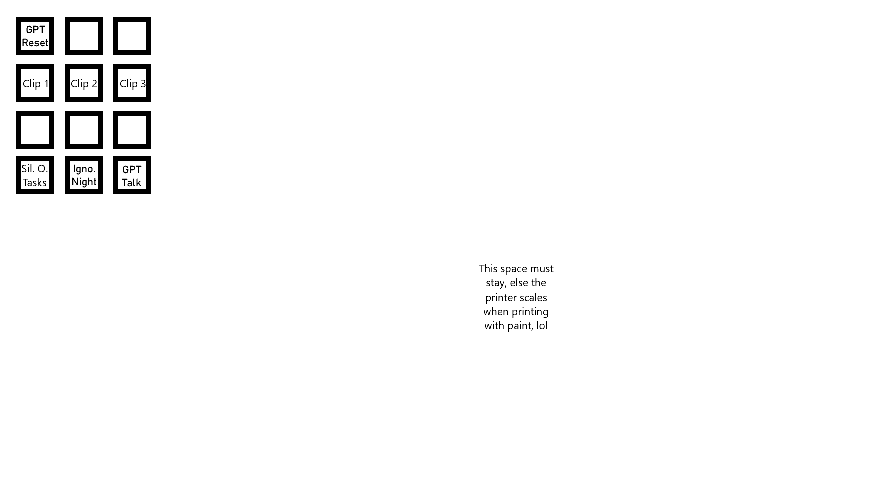 GPT
Reset
Clip 1
Clip 2
Clip 3
Sil. O.
Tasks
Igno.
Night
GPT
Talk
This space must
stay, else the
printer scales
when printing
with paint, lol